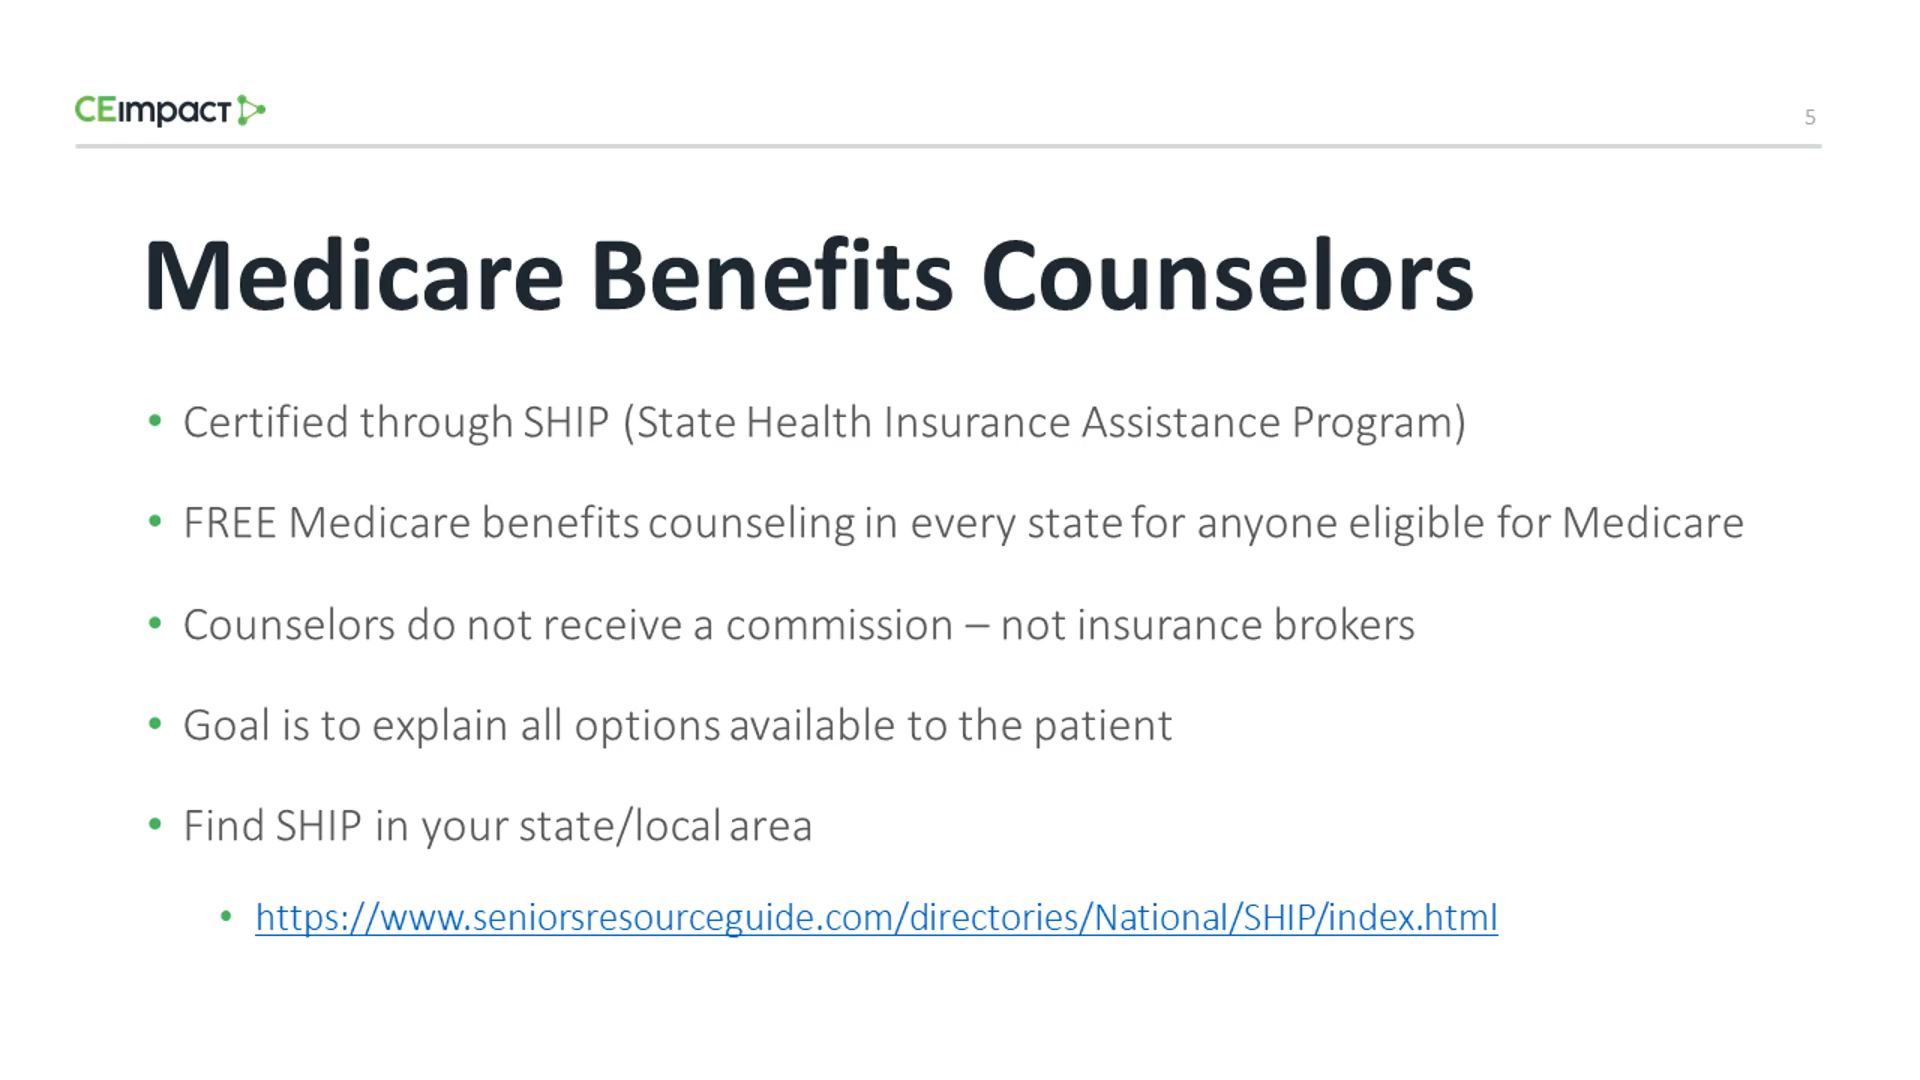 CEimpact
5
Medicare Benefits Counselors
• Certified through SHIP (State Health Insurance Assistance Program)
• FREE Medicare benefits counseling in every state for anyone eligible for Medicare
• Counselors do not receive a commission – not insurance brokers
• Goal is to explain all options available to the patient
• Find SHIP in your state/local area
• https://www.seniorsresourceguide.com/directories/National/SHIP/index.html